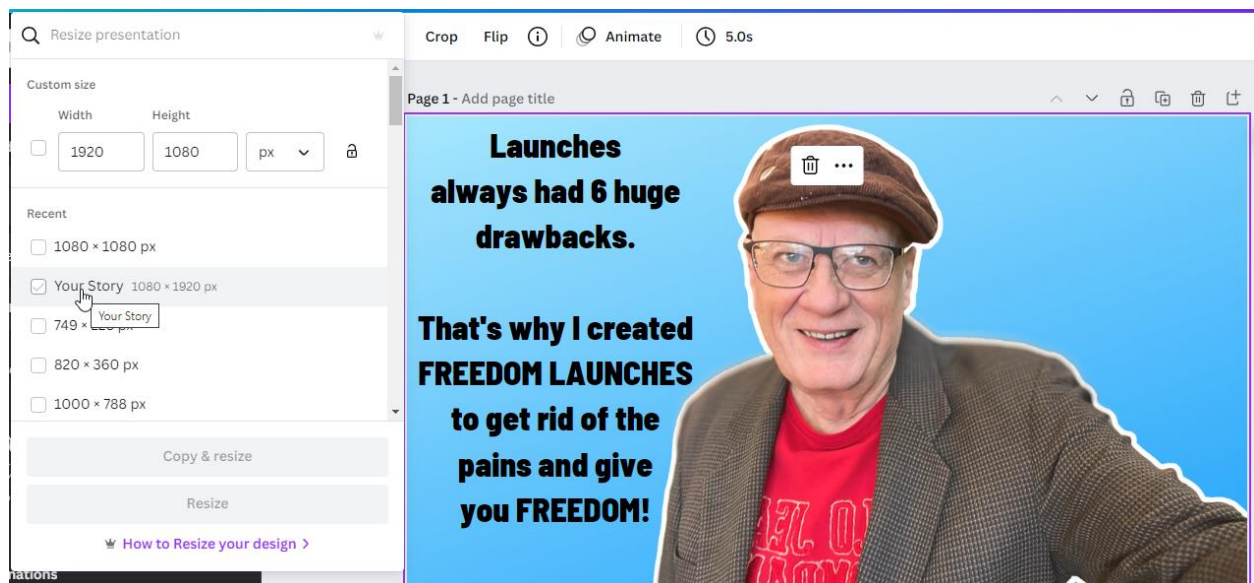 Resize presentation
Custom size
Width Height
1920 1080 px
Recent
1080 × 1080 px
Your Story 1080 × 1920 px
Your Story
749 ×
820 × 360 px
1000 × 788 px
Copy & resize
Resize
How to Resize your design >
nations
Crop Flip Animate 5.0s
Page 1 - Add page title
Launches
always had 6 huge
drawbacks.
That's why I created
FREEDOM LAUNCHES
to get rid of the
pains and give
you FREEDOM!